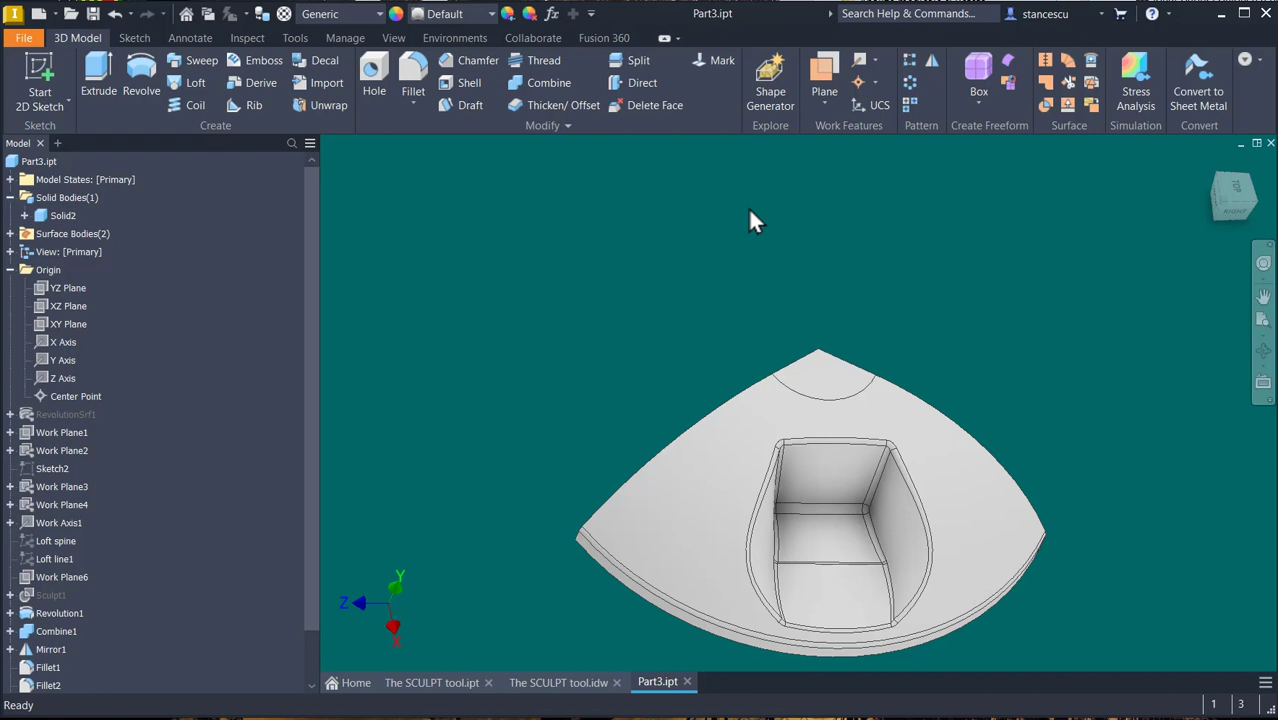 Generic
Default
Part3.ipt
Search Help & Commands...
stancescu
File
3D Model
Sketch
Annotate
Inspect
Tools
Manage
View
Environments
Collaborate
Fusion 360
Start
2D Sketch
Extrude
Revolve
Sweep
Emboss
Decal
Loft
Derive
Import
Coil
Rib
Unwrap
Hole
Fillet
Chamfer
Thread
Split
Mark
Shell
Combine
Direct
Draft
Thicken/ Offset
Delete Face
Shape
Generator
Plane
UCS
Box
Stress
Analysis
Convert to
Sheet Metal
Sketch
Create
Modify
Explore
Work Features
Pattern
Create Freeform
Surface
Simulation
Convert
Model
Part3.ipt
Model States: [Primary]
Solid Bodies(1)
Solid2
Surface Bodies(2)
View: [Primary]
Origin
YZ Plane
XZ Plane
XY Plane
X Axis
Y Axis
Z Axis
Center Point
RevolutionSrf1
Work Plane1
Work Plane2
Sketch2
Work Plane3
Work Plane4
Work Axis1
Loft spine
Loft line1
Work Plane6
Sculpt1
Revolution1
Combine1
Mirror1
Fillet1
Fillet2
TOP
RIGHT
Y
Z
X
Home
The SCULPT tool.ipt
The SCULPT tool.idw
Part3.ipt
Ready
1
3